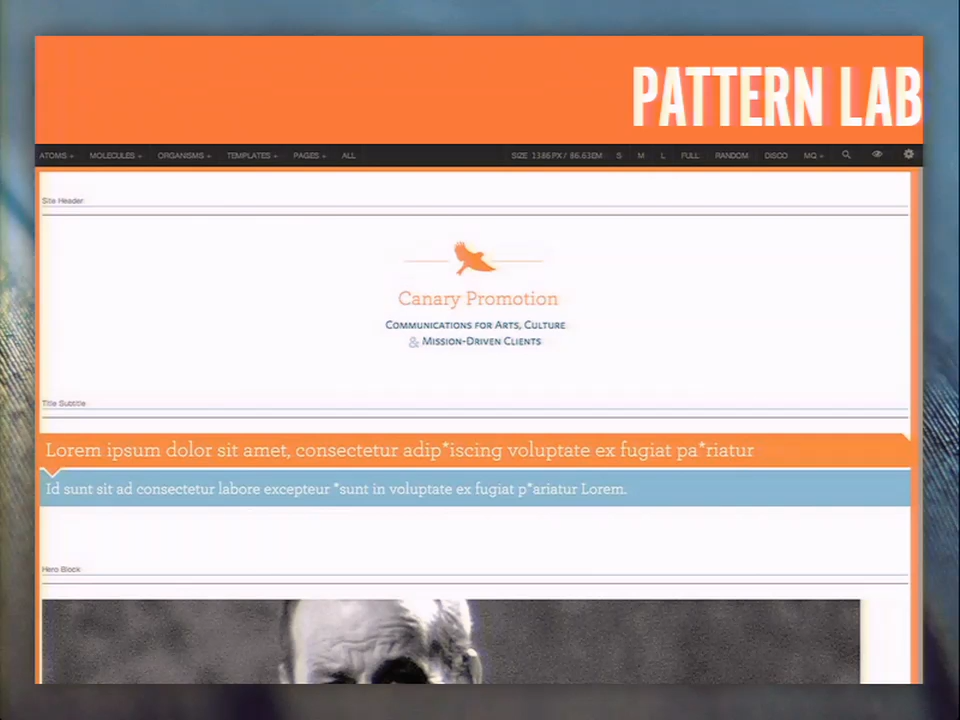 PATTERN LAB
ATOMS MOLECULES ORGANISMS TEMPLATES PAGES ALL SIZE 1386PX / 86.63EM S M L FULL RANDOM DISCO MQ
Site Header
Canary Promotion
Communications for Arts, Culture
& Mission-Driven Clients
Title Subtitle
Lorem ipsum dolor sit amet, consectetur adip*iscing voluptate ex fugiat pa*riatur
Id sunt sit ad consectetur labore excepteur *sunt in voluptate ex fugiat p*ariatur Lorem.
Hero Block